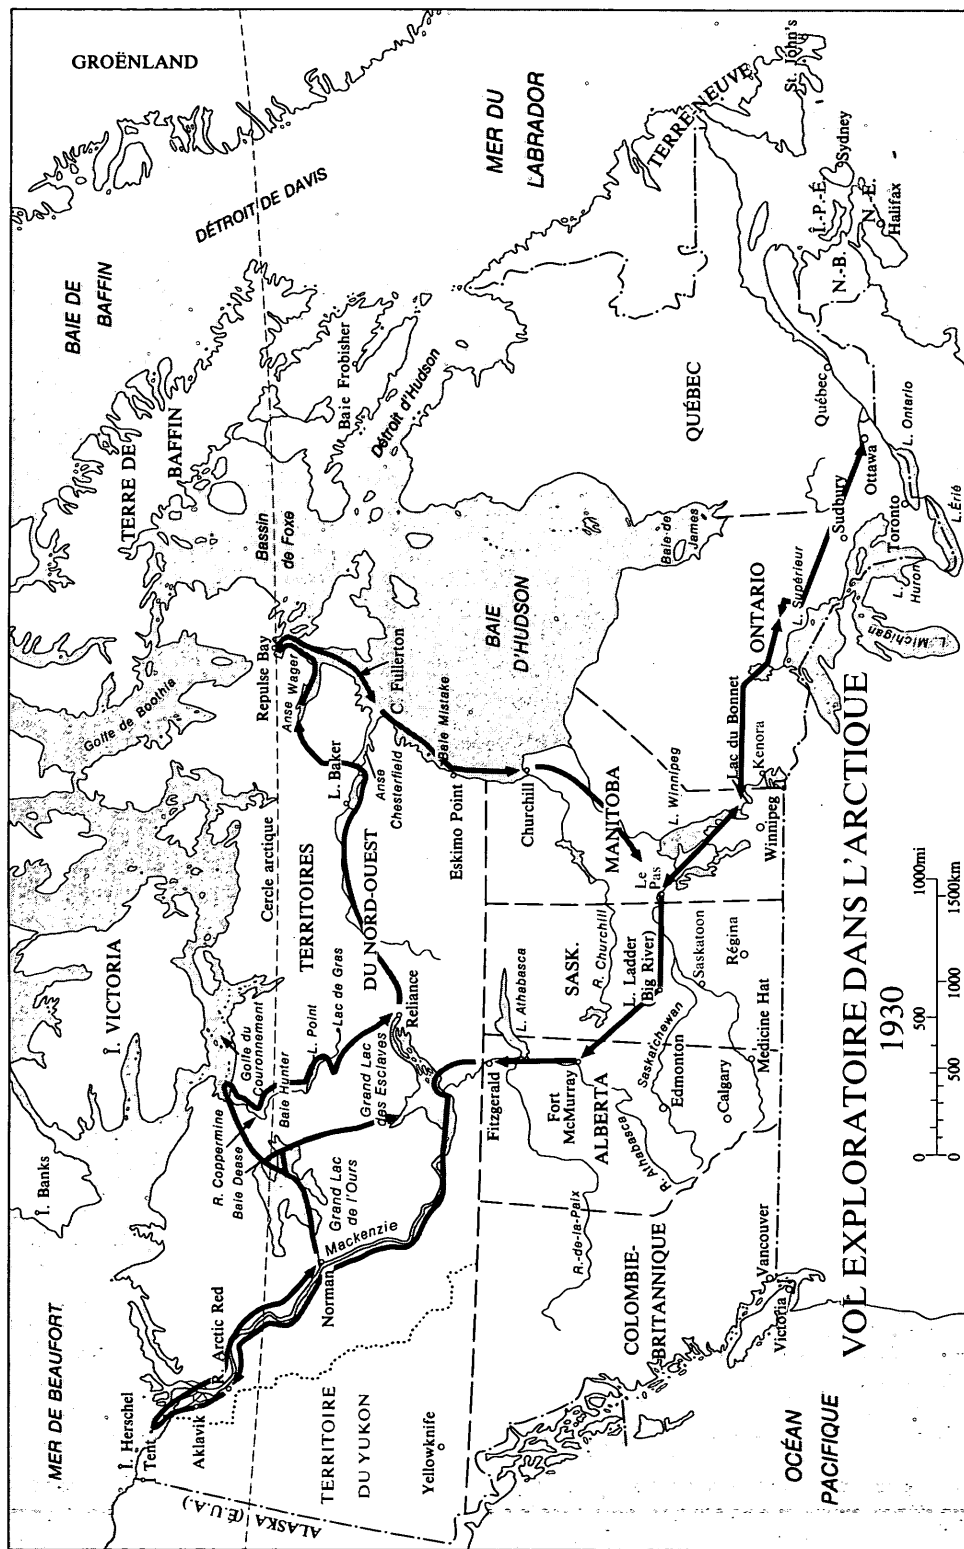 GROËNLAND
BAIE DE
BAFFIN
DÉTROIT DE DAVIS
MER DU
LABRADOR
TERRE-NEUVE
St. John's
TERRE DE
BAFFIN
Baie Frobisher
Détroit d'Hudson
Bassin
de Foxe
Golfe de Boothia
Repulse Bay
Anse Wager
C. Fullerton
L. Baker
Anse
Chesterfield
Baie Mistake
Eskimo Point
BAIE
D'HUDSON
Baie de
James
QUÉBEC
Québec
Î.-P.-É.
Sydney
N.-B.
N.-E.
Halifax
Ottawa
L. Ontario
Toronto
L. Érié
L.
Huron
L. Michigan
Sudbury
L. Supérieur
ONTARIO
Lac du Bonnet
Kenora
L. Winnipeg
Winnipeg
MANITOBA
Churchill
Le
Pas
R. Churchill
SASK.
L. Ladder
(Big River)
Saskatoon
Régina
L. Athabasca
Saskatchewan
Medicine Hat
Cercle arctique
TERRITOIRES
DU NORD-OUEST
Î. VICTORIA
Golfe du
Couronnement
L. Point
Lac de Gras
Reliance
Grand Lac
des Esclaves
Baie Hunter
R. Coppermine
Baie Dease
Î. Banks
Grand Lac
de l'Ours
Mackenzie
Norman
R. Arctic Red
Fitzgerald
Fort
McMurray
ALBERTA
Edmonton
Calgary
R. Athabasca
R.-de-la-Paix
COLOMBIE-
BRITANNIQUE
Vancouver
Victoria
MER DE BEAUFORT
Î. Herschel
Tent
Aklavik
TERRITOIRE
DU YUKON
Yellowknife
ALASKA (É.U.A.)
OCÉAN
PACIFIQUE
VOL EXPLORATOIRE DANS L'ARCTIQUE
1930
0 500 1000mi
0 500 1000 1500km